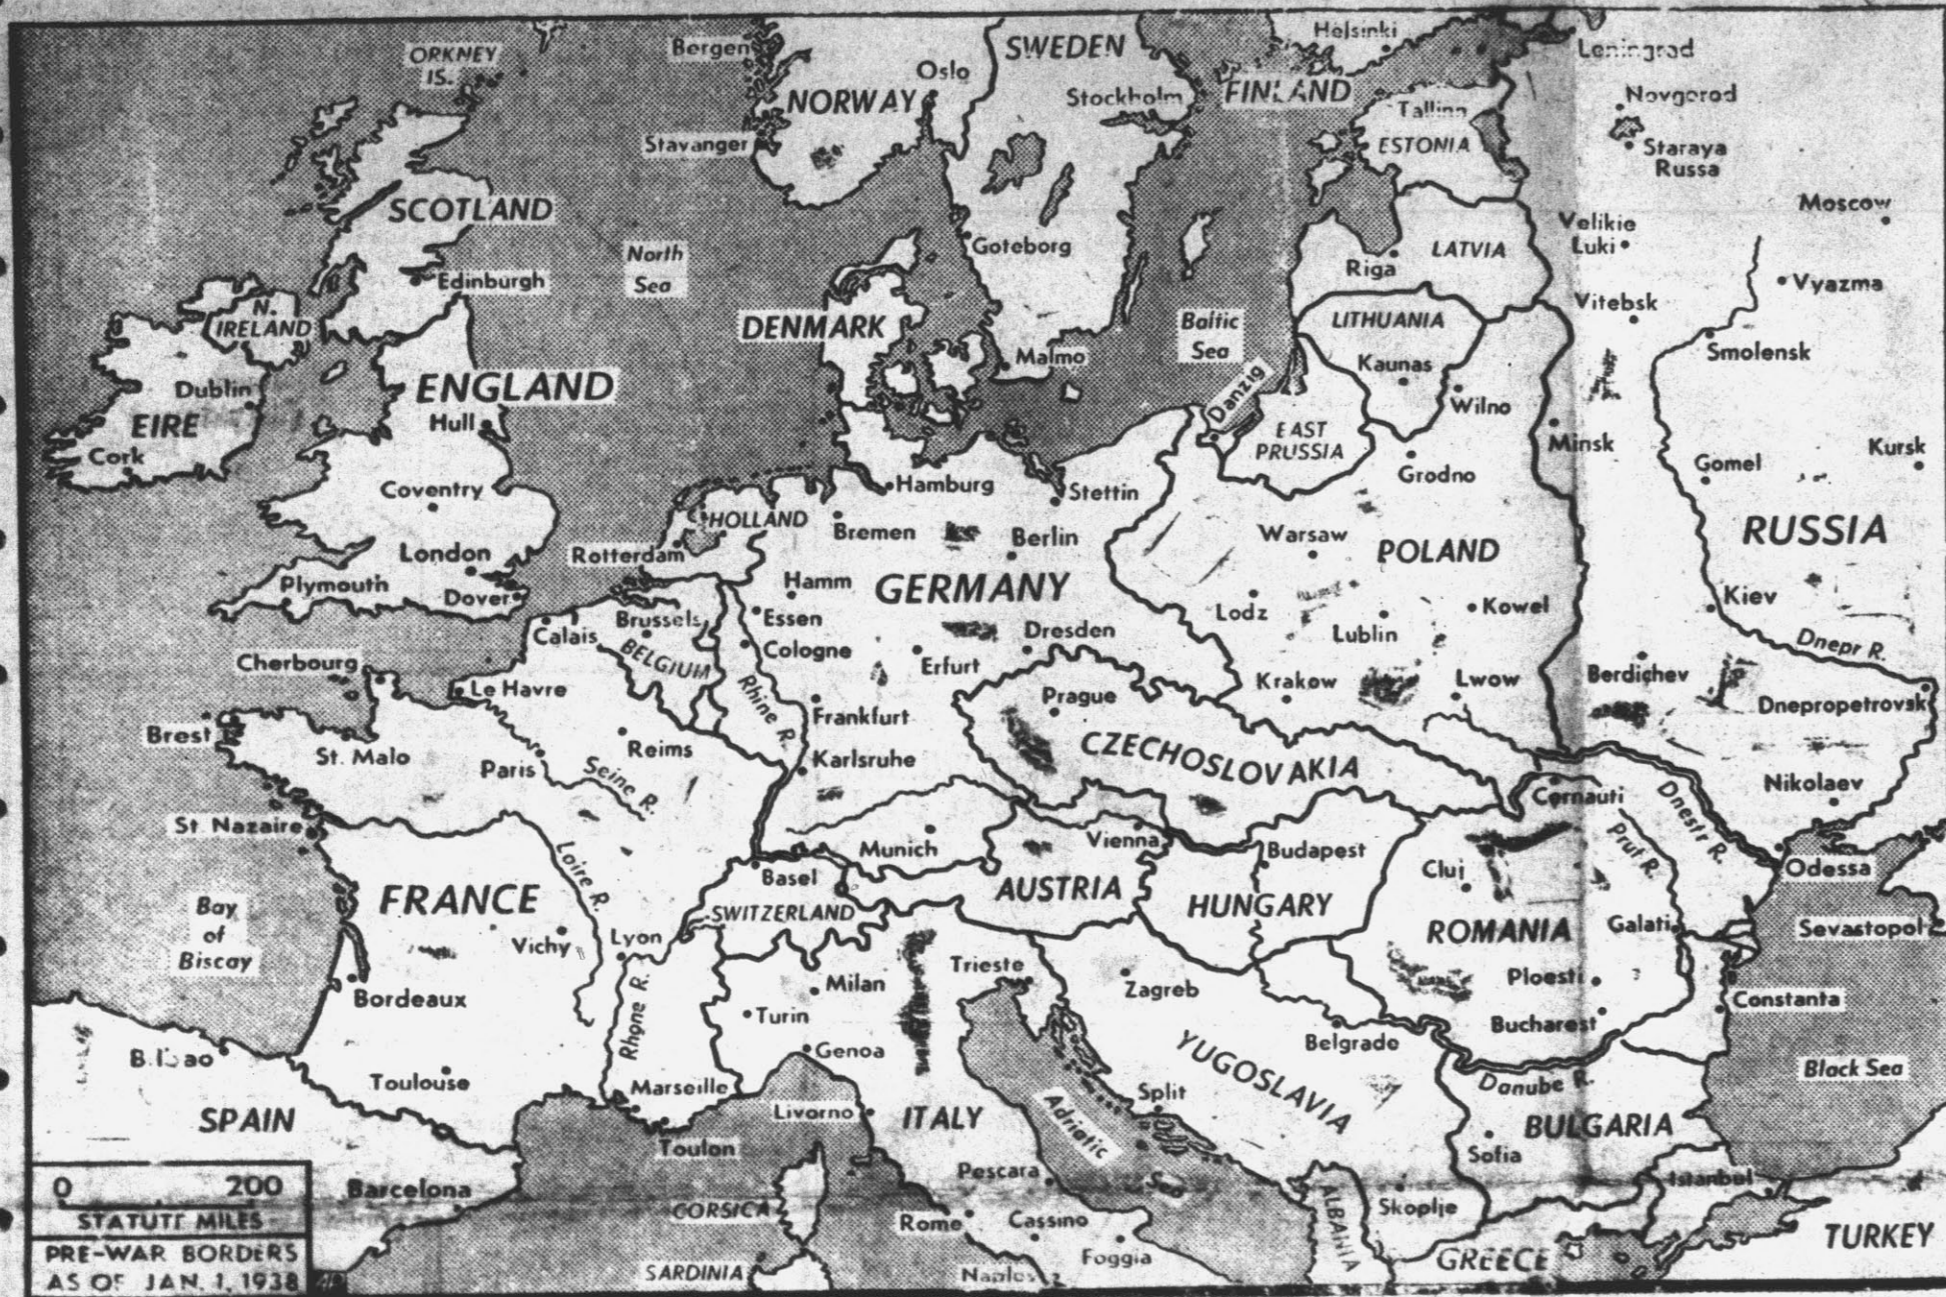 ORKNEY
IS.
Bergen
Oslo
SWEDEN
Helsinki
Leningrad
NORWAY
Stockholm
FINLAND
Tallinn
Novgorod
Stavanger
ESTONIA
Staraya
Russa
SCOTLAND
Moscow
North
Sea
Goteborg
LATVIA
Velikie
Luki
Riga
Edinburgh
Vyazma
N.
IRELAND
DENMARK
Baltic
Sea
LITHUANIA
Vitebsk
Malmo
Kaunas
Smolensk
Dublin
ENGLAND
Danzig
Wilno
EIRE
Hull
EAST
PRUSSIA
Minsk
Cork
Grodno
Gomel
Kursk
Coventry
Hamburg
Stettin
HOLLAND
Bremen
Berlin
Warsaw
POLAND
RUSSIA
London
Rotterdam
Plymouth
Dover
Hamm
GERMANY
Lodz
Kowel
Kiev
Calais
Brussels
Essen
Dresden
Lublin
Dnepr R.
BELGIUM
Cologne
Erfurt
Cherbourg
Le Havre
Rhine R.
Prague
Krakow
Lwow
Berdichev
Dnepropetrovsk
Brest
St. Malo
Reims
Frankfurt
Paris
Seine R.
Karlsruhe
CZECHOSLOVAKIA
Nikolaev
Cernauti
Dnestr R.
St. Nazaire
Loire R.
Munich
Vienna
Budapest
Prut R.
Odessa
Basel
AUSTRIA
Cluj
FRANCE
SWITZERLAND
HUNGARY
ROMANIA
Galati
Sevastopol
Bay
of
Biscay
Vichy
Lyon
Trieste
Milan
Zagreb
Ploesti
Bordeaux
Rhone R.
Turin
Constanta
Bucharest
Belgrade
B.l ao
Genoa
YUGOSLAVIA
Black Sea
Toulouse
Marseille
Danube R.
Livorno
ITALY
Adriatic
Sea
Split
SPAIN
BULGARIA
Toulon
Sofia
Pescara
Istanbul
0 200
STATUTE MILES
Barcelona
CORSICA
Rome
Cassino
ALBANIA
Skoplje
PRE-WAR BORDERS
AS OF JAN. 1, 1938
SARDINIA
Naples
Foggia
GREECE
TURKEY